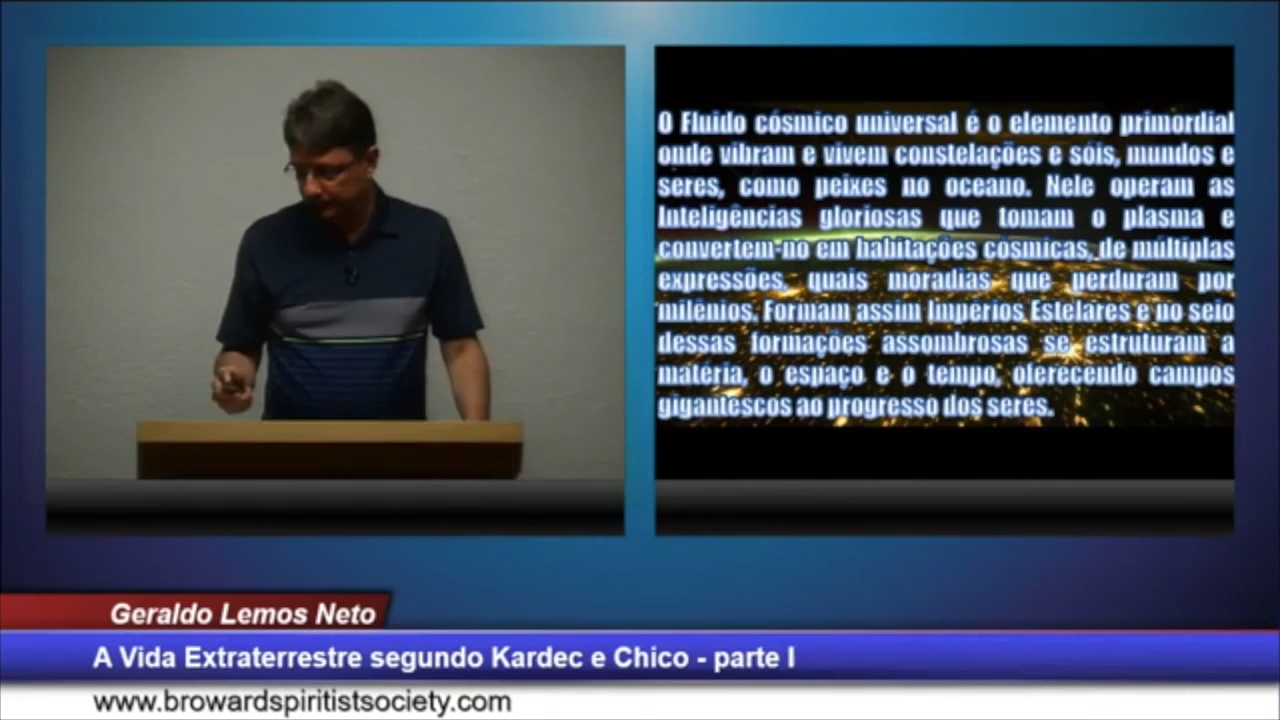 O Fluido cósmico universal é o elemento primordial
onde vibram e vivem constelações e sóis, mundos e
seres, como peixes no oceano. Nele operam as
Inteligências gloriosas que tomam o plasma e
convertem-no em habitações cósmicas, de múltiplas
expressões, quais moradias que perduram por
milênios. Formam assim Impérios Estelares e no seio
dessas formações assombrosas se estruturam a
matéria, o espaço e o tempo, oferecendo campos
gigantescos ao progresso dos seres.
Geraldo Lemos Neto
A Vida Extraterrestre segundo Kardec e Chico - parte I
www.browardspiritistsociety.com